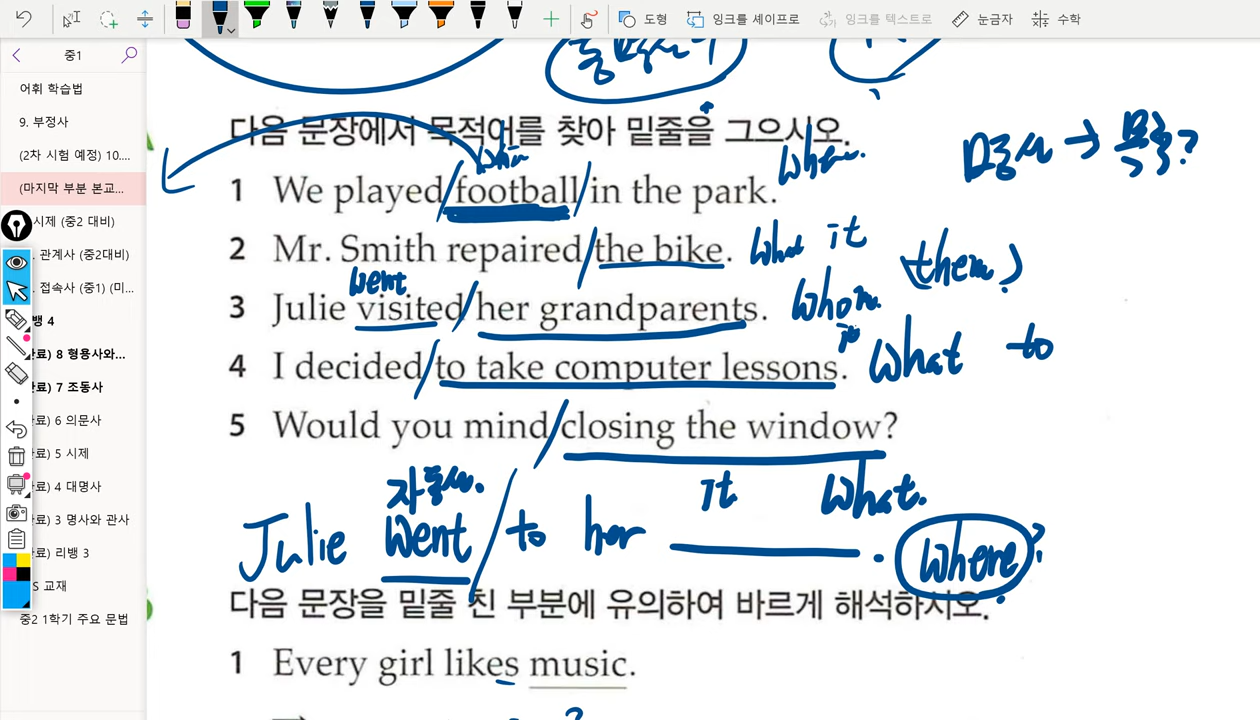 도형
잉크를 셰이프로
잉크를 텍스트로
눈금자
수학
중1
어휘 학습법
9. 부정사
(2차 시험 예정) 10....
(마지막 부분 본교...
시제 (중2 대비)
. 관계사 (중2대비)
. 접속사 (중1) (미...
뱅 4
료) 8 형용사와...
료) 7 조동사
료) 6 의문사
료) 5 시제
료) 4 대명사
료) 3 명사와 관사
료) 리뱅 3
S 교재
중2 1학기 주요 문법
다음 문장에서 목적어를 찾아 밑줄을 그으시오.
where.
동사 → 목?
1 We played / football / in the park.
2 Mr. Smith repaired / the bike. what it
(them)
went
3 Julie visited / her grandparents. whom.
4 I decided / to take computer lessons. what to
5 Would you mind / closing the window?
자동사. it what.
Julie went / to her ______. where?
다음 문장을 밑줄 친 부분에 유의하여 바르게 해석하시오.
1 Every girl likes music.